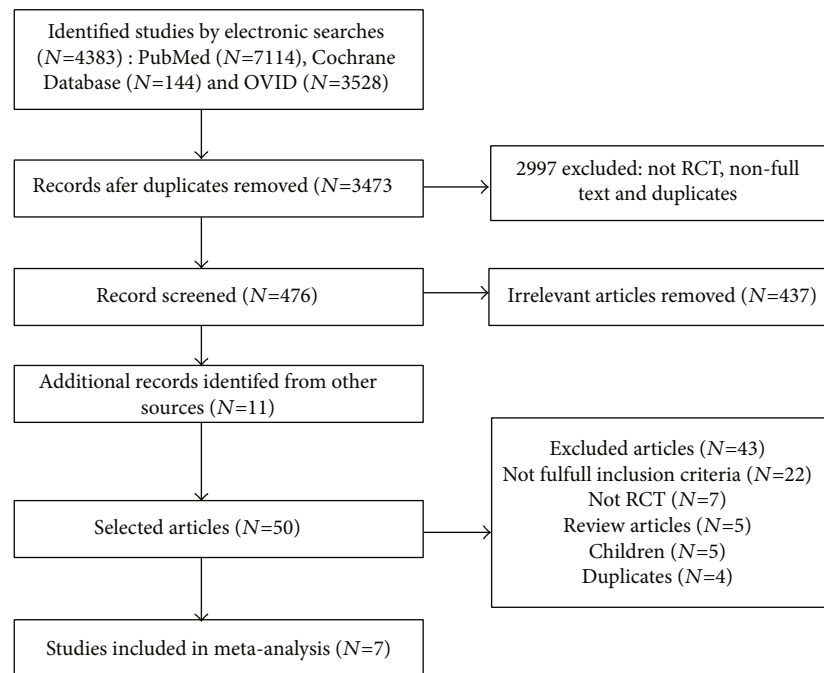 Identified studies by electronic searches
(N=4383) : PubMed (N=7114), Cochrane
Database (N=144) and OVID (N=3528)
Records afer duplicates removed (N=3473
2997 excluded: not RCT, non-full
text and duplicates
Record screened (N=476)
Irrelevant articles removed (N=437)
Additional records identifed from other
sources (N=11)
Selected articles (N=50)
Excluded articles (N=43)
Not fulfull inclusion criteria (N=22)
Not RCT (N=7)
Review articles (N=5)
Children (N=5)
Duplicates (N=4)
Studies included in meta-analysis (N=7)